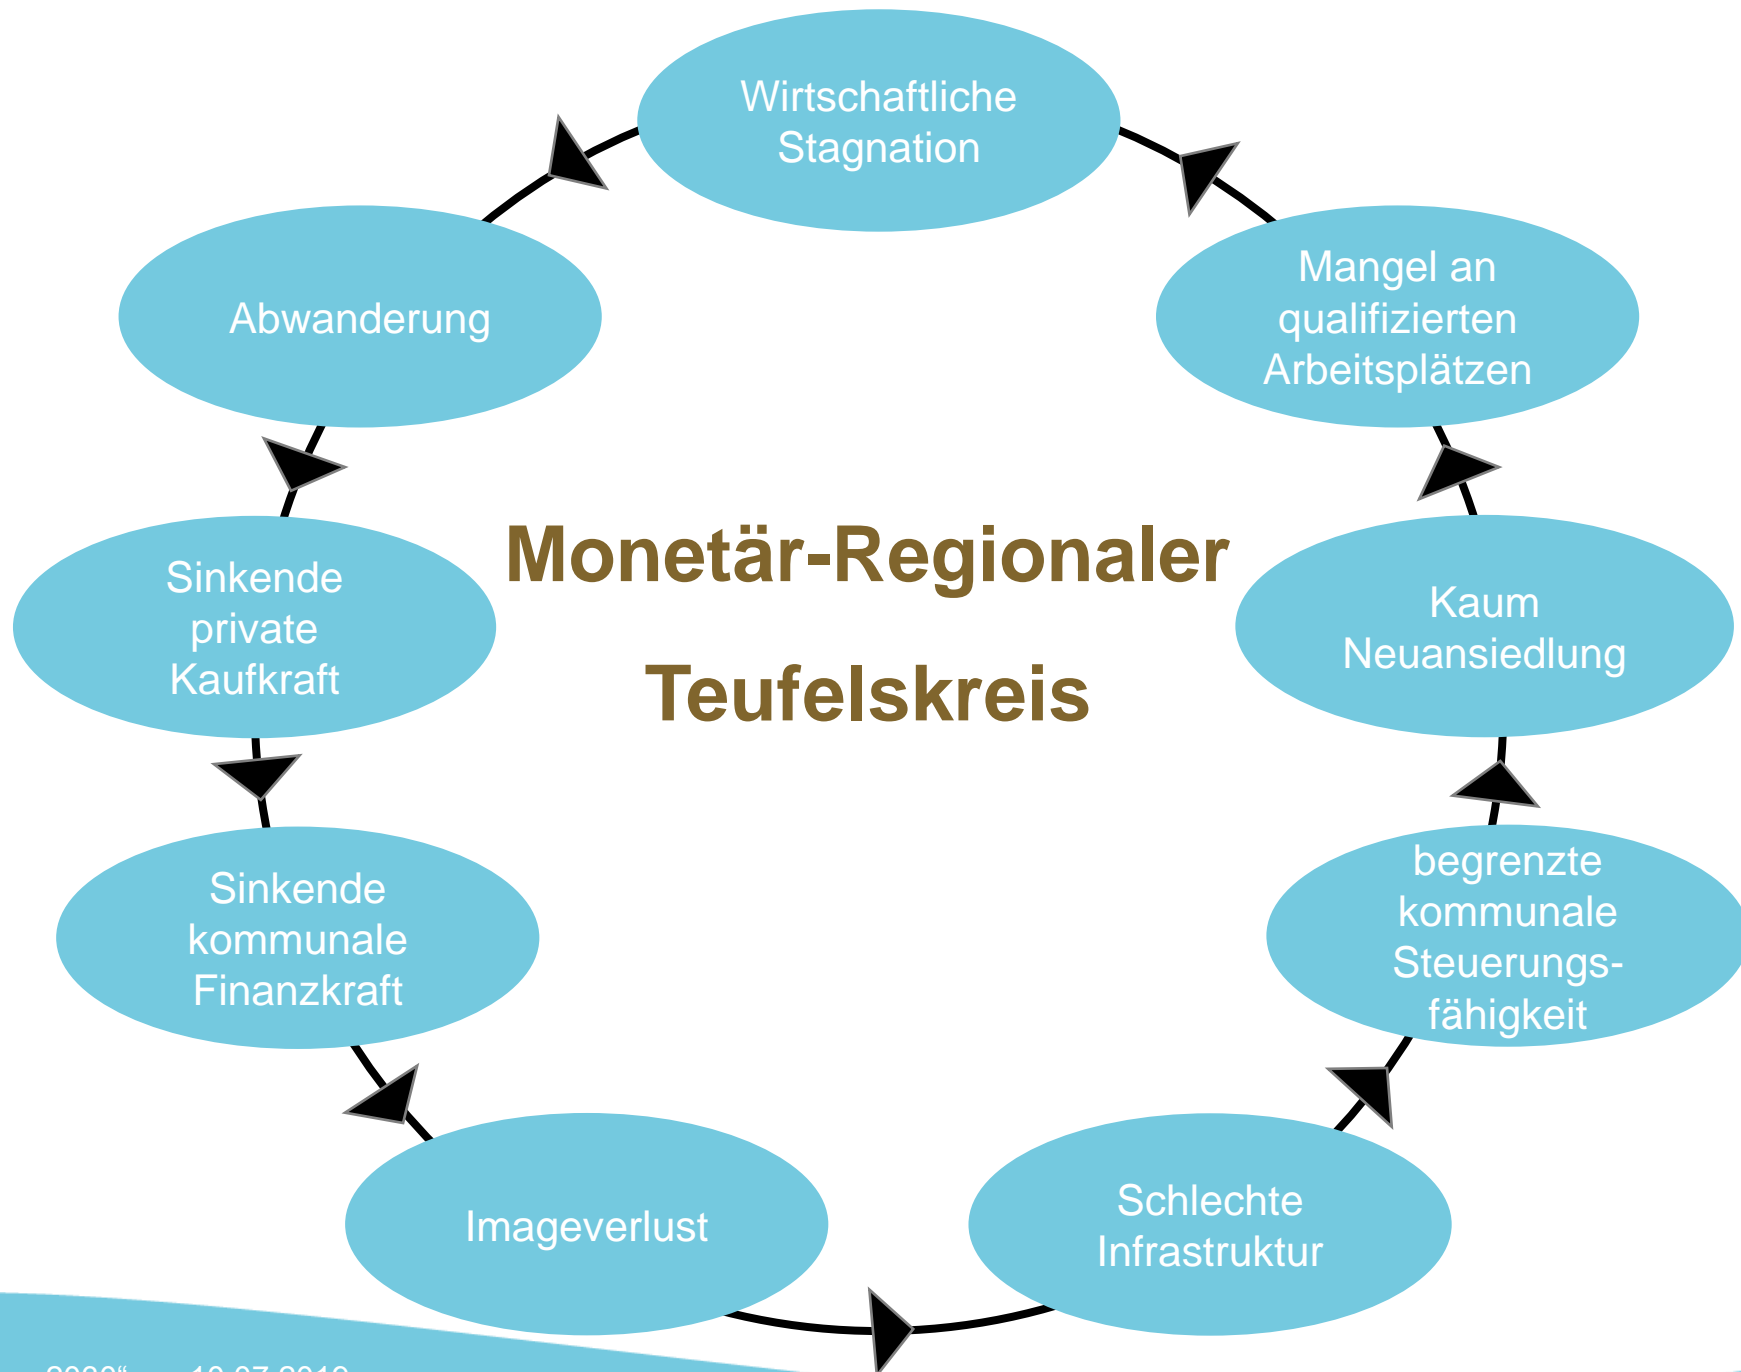 Wirtschaftliche
Stagnation
Abwanderung
Sinkende
private
Kaufkraft
Sinkende
kommunale
Finanzkraft
Imageverlust
Schlechte
Infrastruktur
begrenzte
kommunale
Steuerungs-
fähigkeit
Kaum
Neuansiedlung
Mangel an
qualifizierten
Arbeitsplätzen
Monetär-Regionaler
Teufelskreis